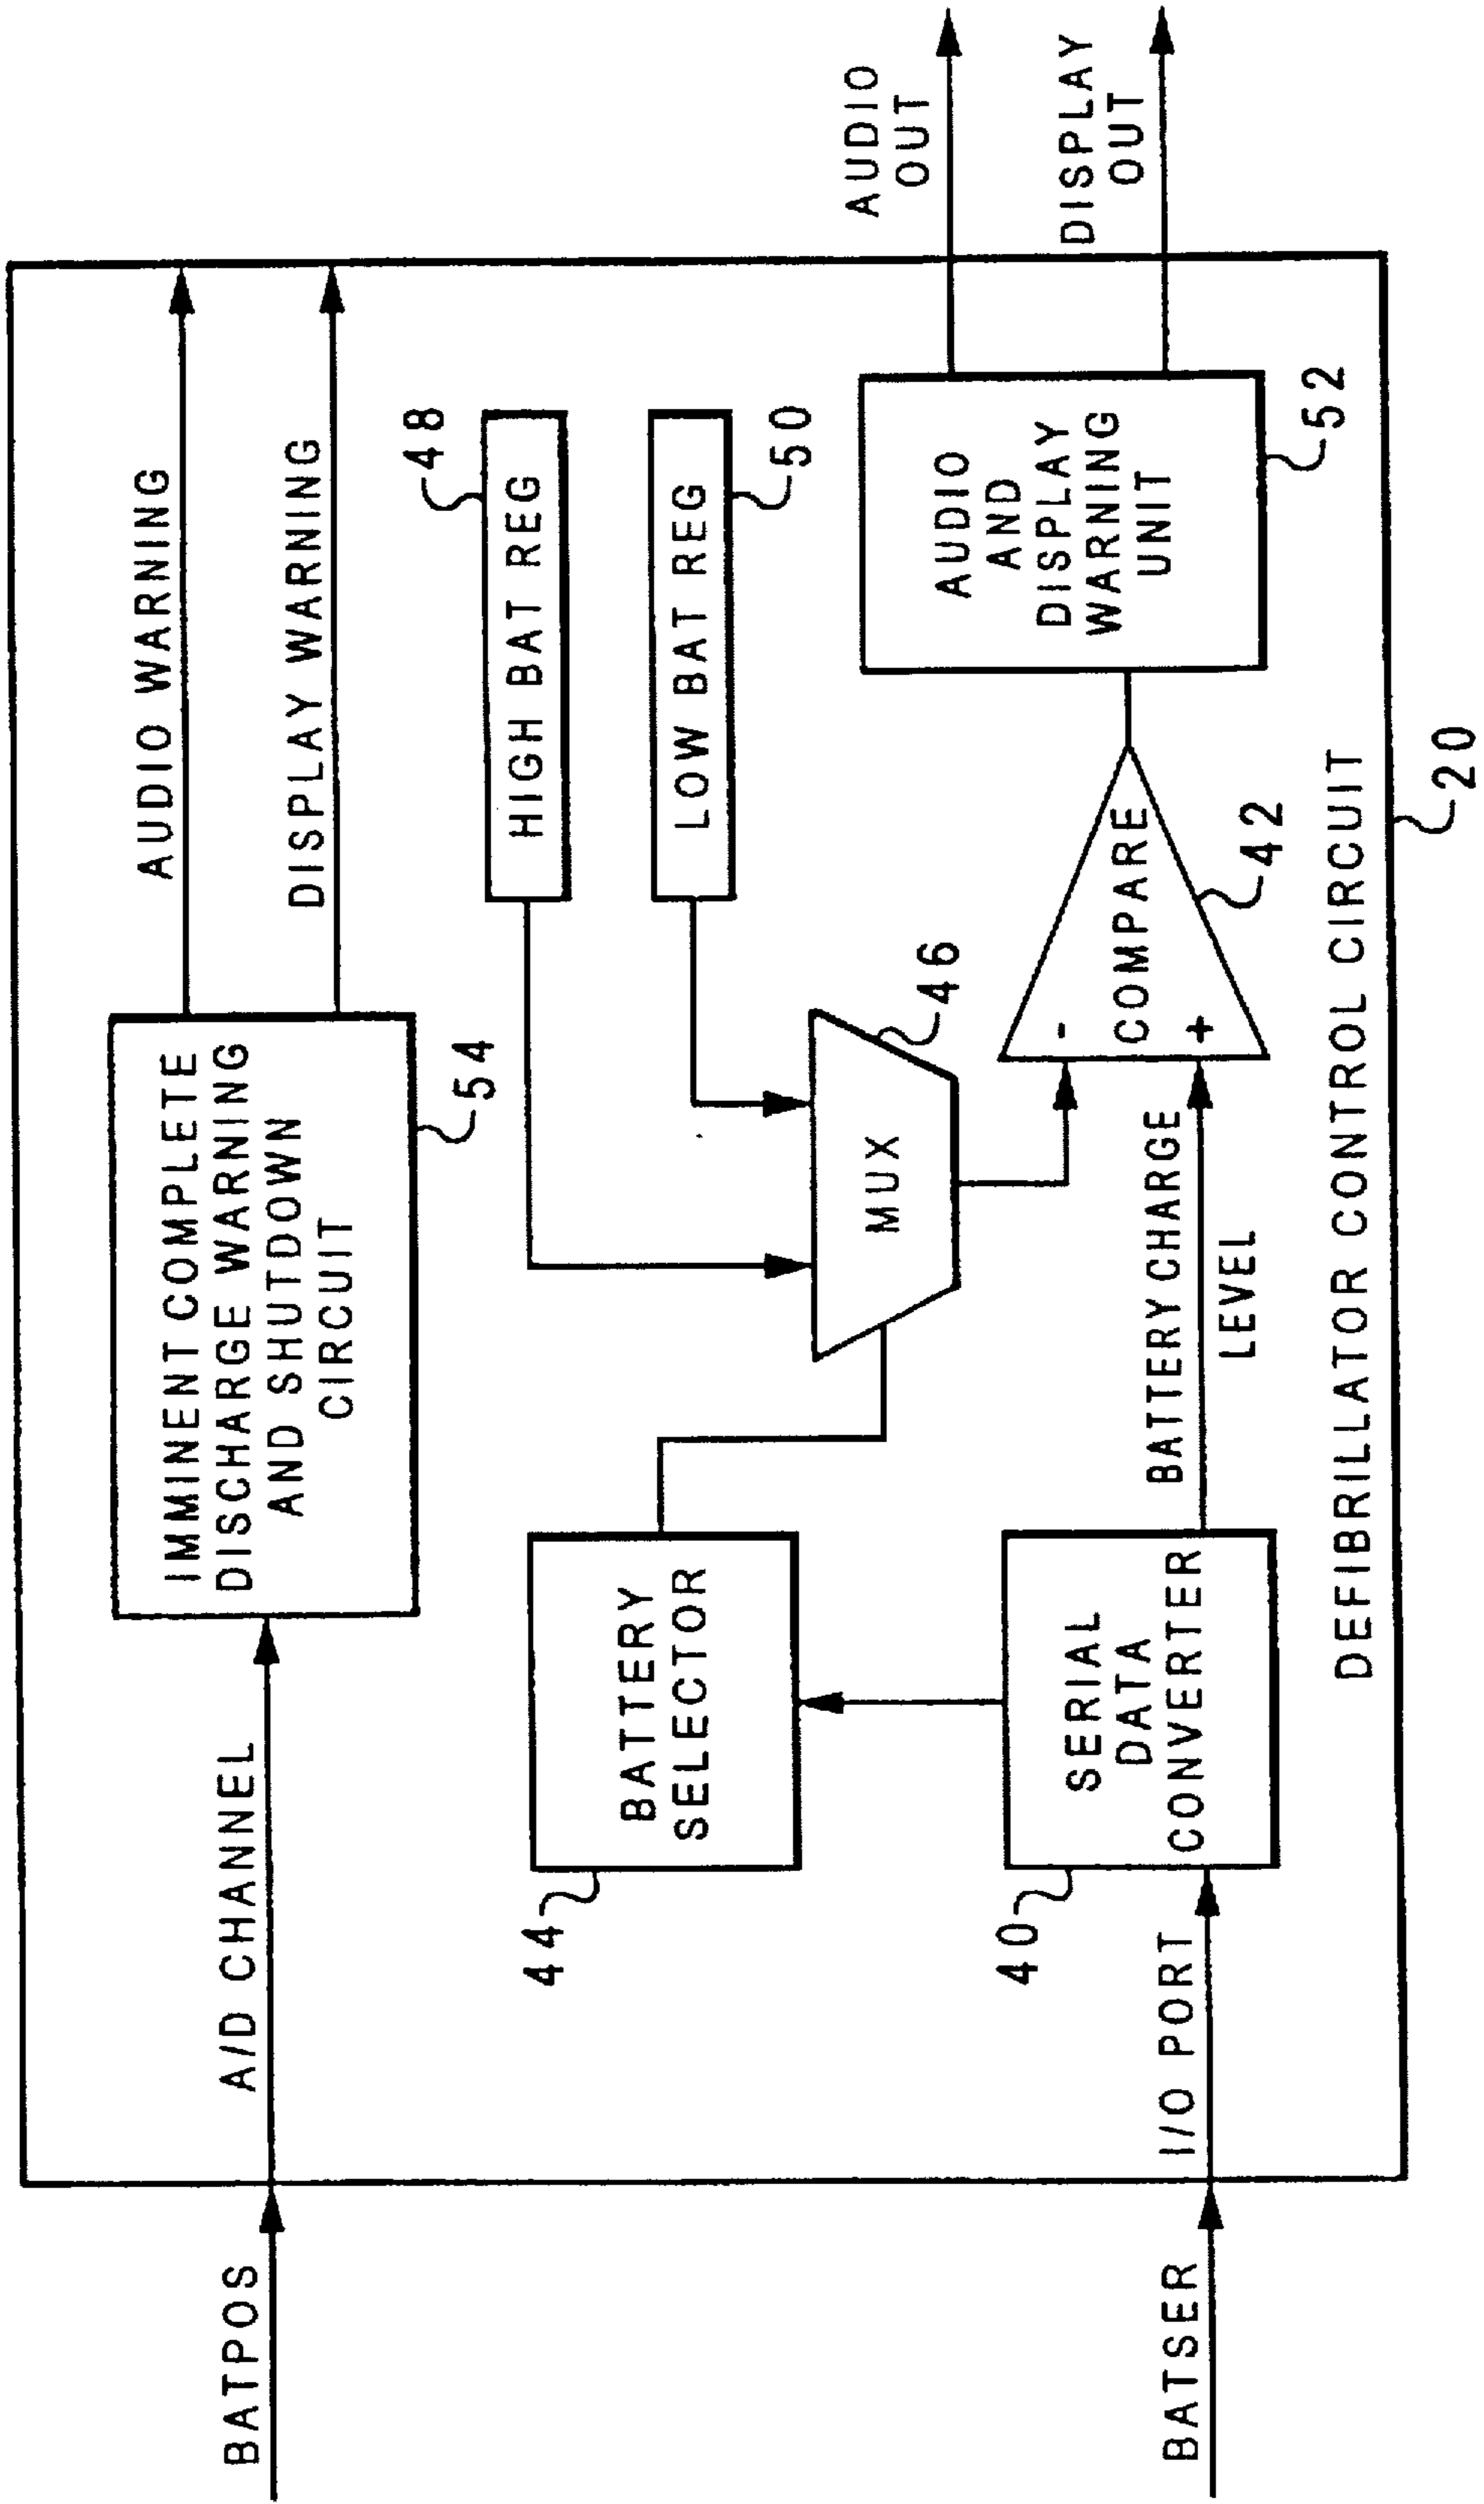 BATPOS
A/D CHANNEL
IMMINENT COMPLETE
DISCHARGE WARNING
AND SHUTDOWN
CIRCUIT
54
AUDIO WARNING
DISPLAY WARNING
48
HIGH BAT REG
LOW BAT REG
50
44
BATTERY
SELECTOR
MUX
46
AUDIO
OUT
DISPLAY
OUT
AUDIO
AND
DISPLAY
WARNING
UNIT
52
-
COMPARE
+
42
BATTERY CHARGE
LEVEL
40
SERIAL
DATA
CONVERTER
BATSER
I/O PORT
DEFIBRILLATOR CONTROL CIRCUIT
20